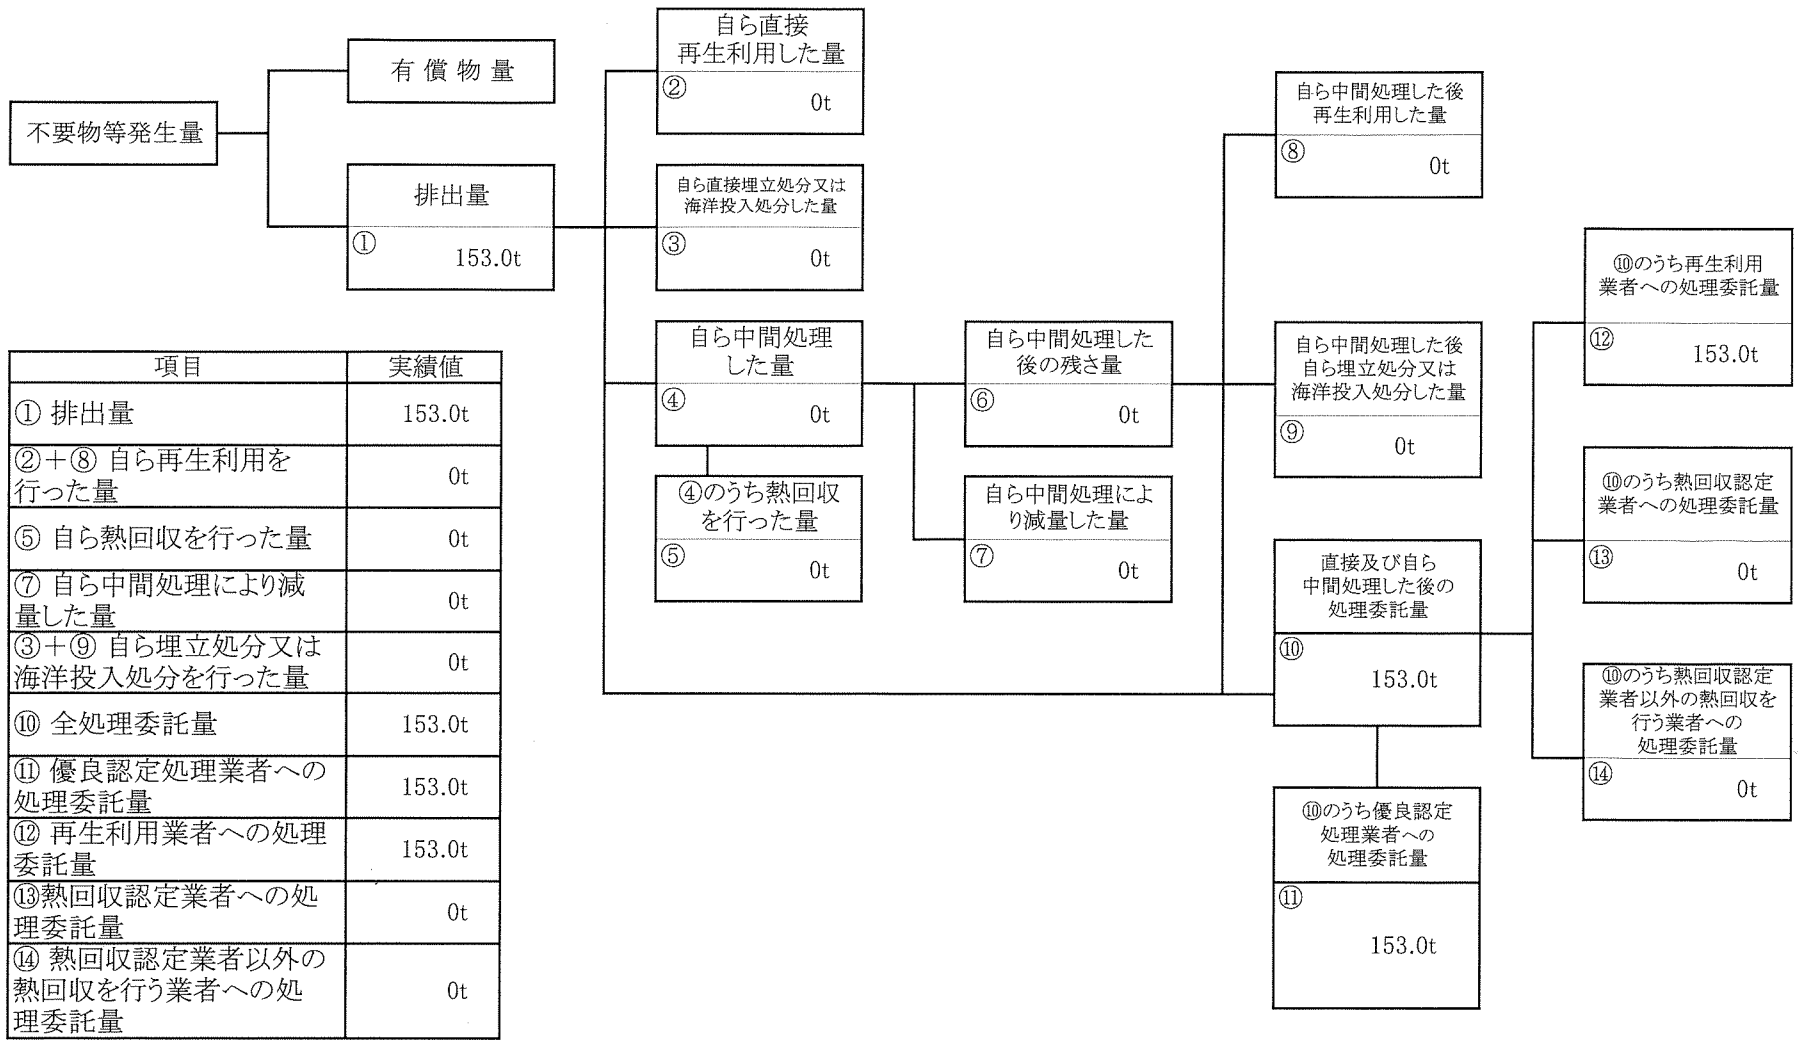 不要物等発生量
有償物量
排出量
①
153.0t
自ら直接
再生利用した量
②
0t
自ら直接埋立処分又は
海洋投入処分した量
③
0t
自ら中間処理
した量
④
0t
④のうち熱回収
を行った量
⑤
0t
自ら中間処理した
後の残さ量
⑥
0t
自ら中間処理によ
り減量した量
⑦
0t
自ら中間処理した後
再生利用した量
⑧
0t
自ら中間処理した後
自ら埋立処分又は
海洋投入処分した量
⑨
0t
直接及び自ら
中間処理した後の
処理委託量
⑩
153.0t
⑩のうち優良認定
処理業者への
処理委託量
⑪
153.0t
⑩のうち再生利用
業者への処理委託量
⑫
153.0t
⑩のうち熱回収認定
業者への処理委託量
⑬
0t
⑩のうち熱回収認定
業者以外の熱回収を
行う業者への
処理委託量
⑭
0t
項目 実績値
① 排出量 153.0t
②+⑧ 自ら再生利用を
行った量 0t
⑤ 自ら熱回収を行った量 0t
⑦ 自ら中間処理により減
量した量 0t
③+⑨ 自ら埋立処分又は
海洋投入処分を行った量 0t
⑩ 全処理委託量 153.0t
⑪ 優良認定処理業者への
処理委託量 153.0t
⑫ 再生利用業者への処理
委託量 153.0t
⑬熱回収認定業者への処
理委託量 0t
⑭ 熱回収認定業者以外の
熱回収を行う業者への処
理委託量 0t